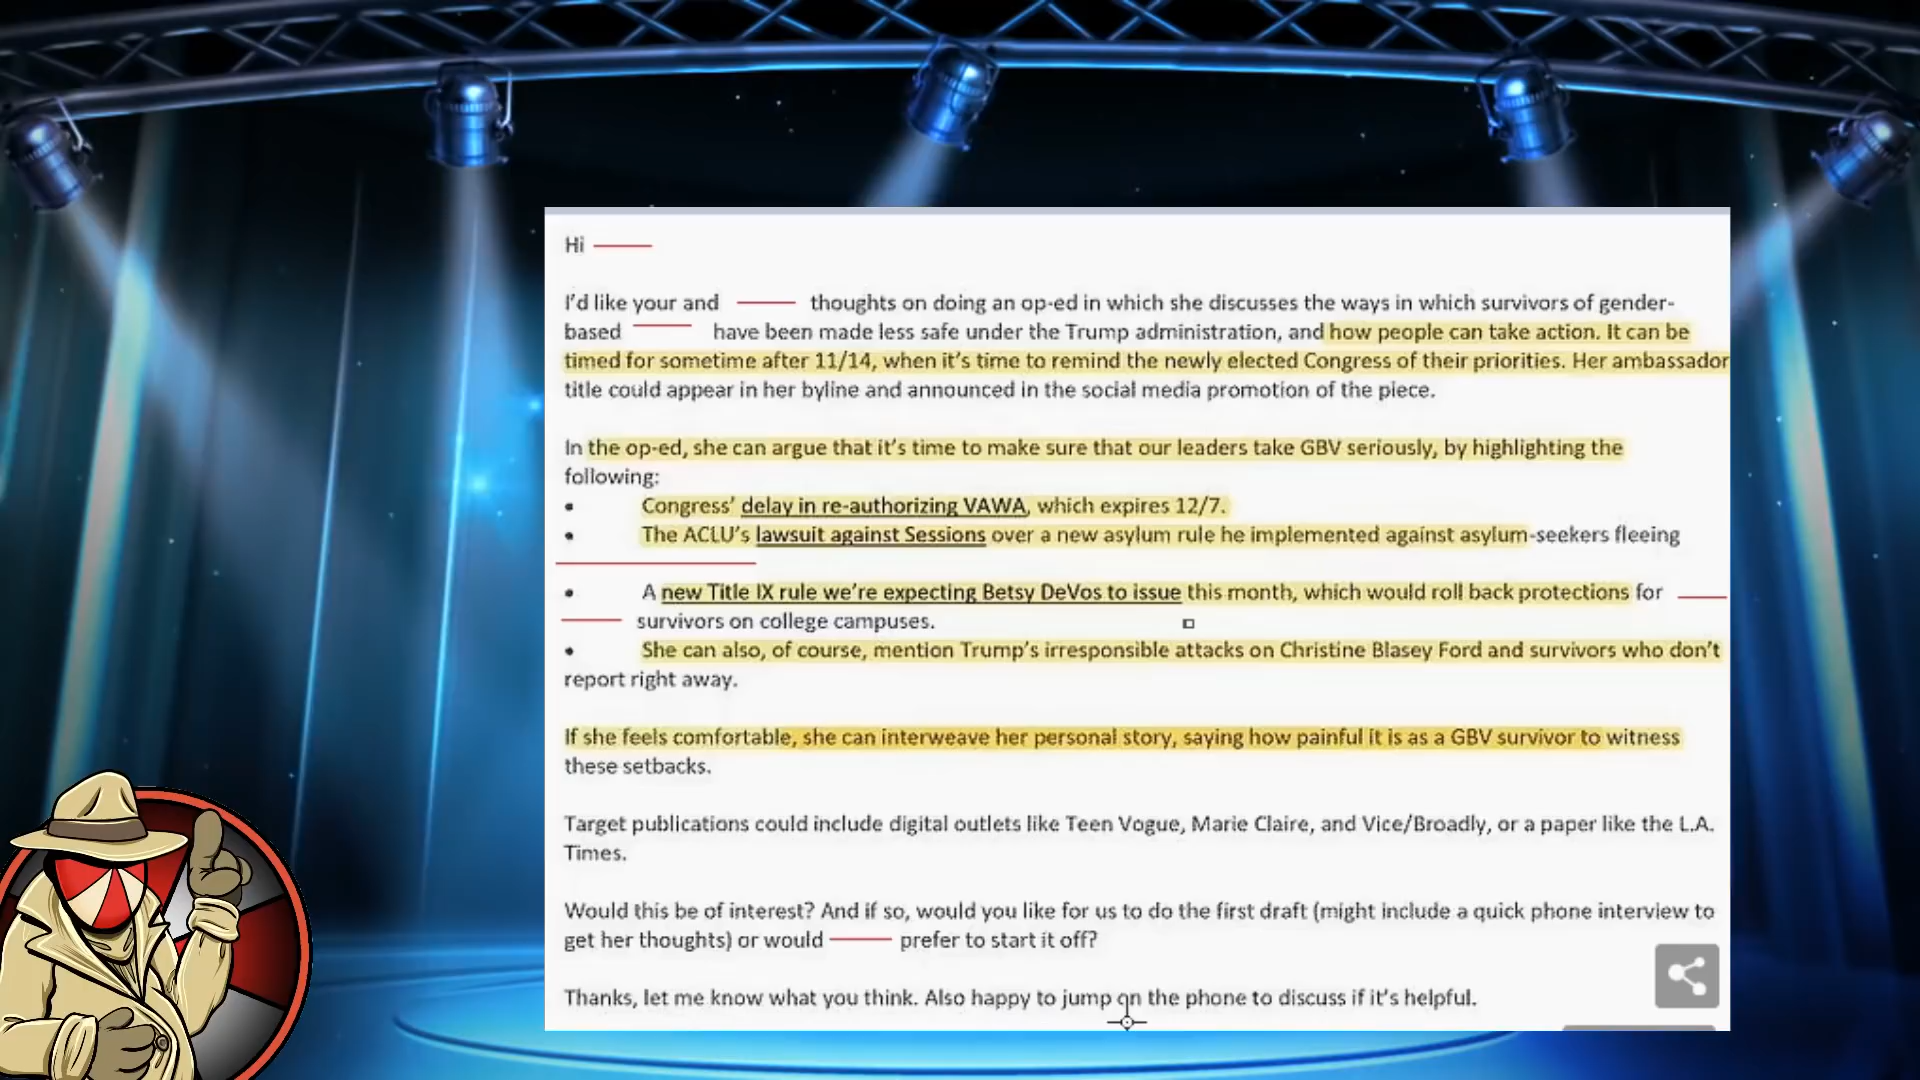 Hi
I'd like your and thoughts on doing an op-ed in which she discusses the ways in which survivors of gender-
based have been made less safe under the Trump administration, and how people can take action. It can be
timed for sometime after 11/14, when it's time to remind the newly elected Congress of their priorities. Her ambassador
title could appear in her byline and announced in the social media promotion of the piece.
In the op-ed, she can argue that it's time to make sure that our leaders take GBV seriously, by highlighting the
following:
• Congress' delay in re-authorizing VAWA, which expires 12/7.
• The ACLU's lawsuit against Sessions over a new asylum rule he implemented against asylum-seekers fleeing
• A new Title IX rule we're expecting Betsy DeVos to issue this month, which would roll back protections for
survivors on college campuses.
• She can also, of course, mention Trump's irresponsible attacks on Christine Blasey Ford and survivors who don't
report right away.
If she feels comfortable, she can interweave her personal story, saying how painful it is as a GBV survivor to witness
these setbacks.
Target publications could include digital outlets like Teen Vogue, Marie Claire, and Vice/Broadly, or a paper like the L.A.
Times.
Would this be of interest? And if so, would you like for us to do the first draft (might include a quick phone interview to
get her thoughts) or would prefer to start it off?
Thanks, let me know what you think. Also happy to jump on the phone to discuss if it's helpful.